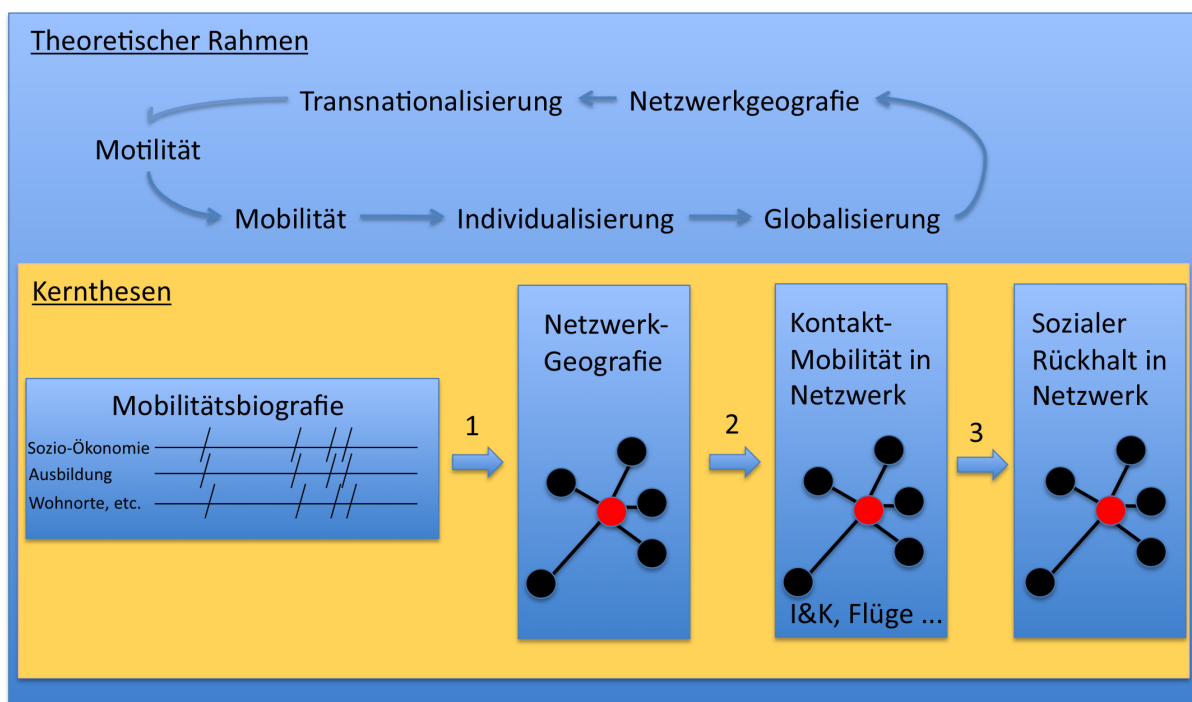 Theoretischer Rahmen
Transnationalisierung
Netzwerkgeografie
Motilität
Mobilität
Individualisierung
Globalisierung
Kernthesen
Mobilitätsbiografie
Sozio-Ökonomie
Ausbildung
Wohnorte, etc.
1
Netzwerk-
Geografie
2
Kontakt-
Mobilität in
Netzwerk
I&K, Flüge ...
3
Sozialer
Rückhalt in
Netzwerk